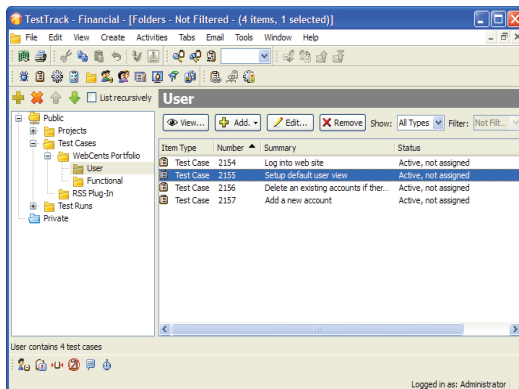 TestTrack - Financial - [Folders - Not Filtered - (4 items, 1 selected)]
File Edit View Create Activities Tabs Email Tools Window Help
List recursively
User
View... Add. Edit... Remove Show: All Types Filter: Not Filt...
Public
Projects
Test Cases
WebCents Portfolio
User
Functional
RSS Plug-In
Test Runs
Private
Item Type Number Summary Status
Test Case 2154 Log into web site Active, not assigned
Test Case 2155 Setup default user view Active, not assigned
Test Case 2156 Delete an existing accounts if ther... Active, not assigned
Test Case 2157 Add a new account Active, not assigned
User contains 4 test cases
Logged in as: Administrator